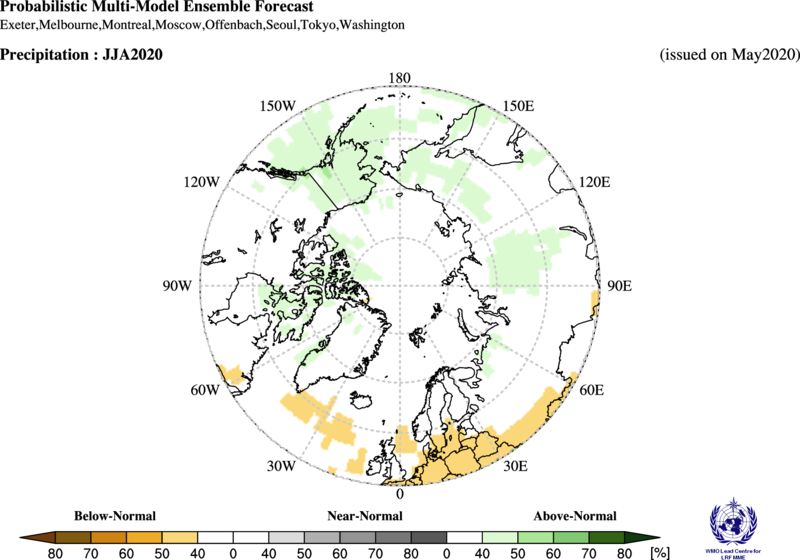 Probabilistic Multi-Model Ensemble Forecast
Exeter,Melbourne,Montreal,Moscow,Offenbach,Seoul,Tokyo,Washington
Precipitation : JJA2020 (issued on May2020)
180
150W 150E
120W 120E
90W 90E
60W 60E
30W 30E
0
Below-Normal Near-Normal Above-Normal
80 70 60 50 40 0 40 50 60 70 80 0 40 50 60 70 80 [%]
WMO Lead Centre for
LRF MME